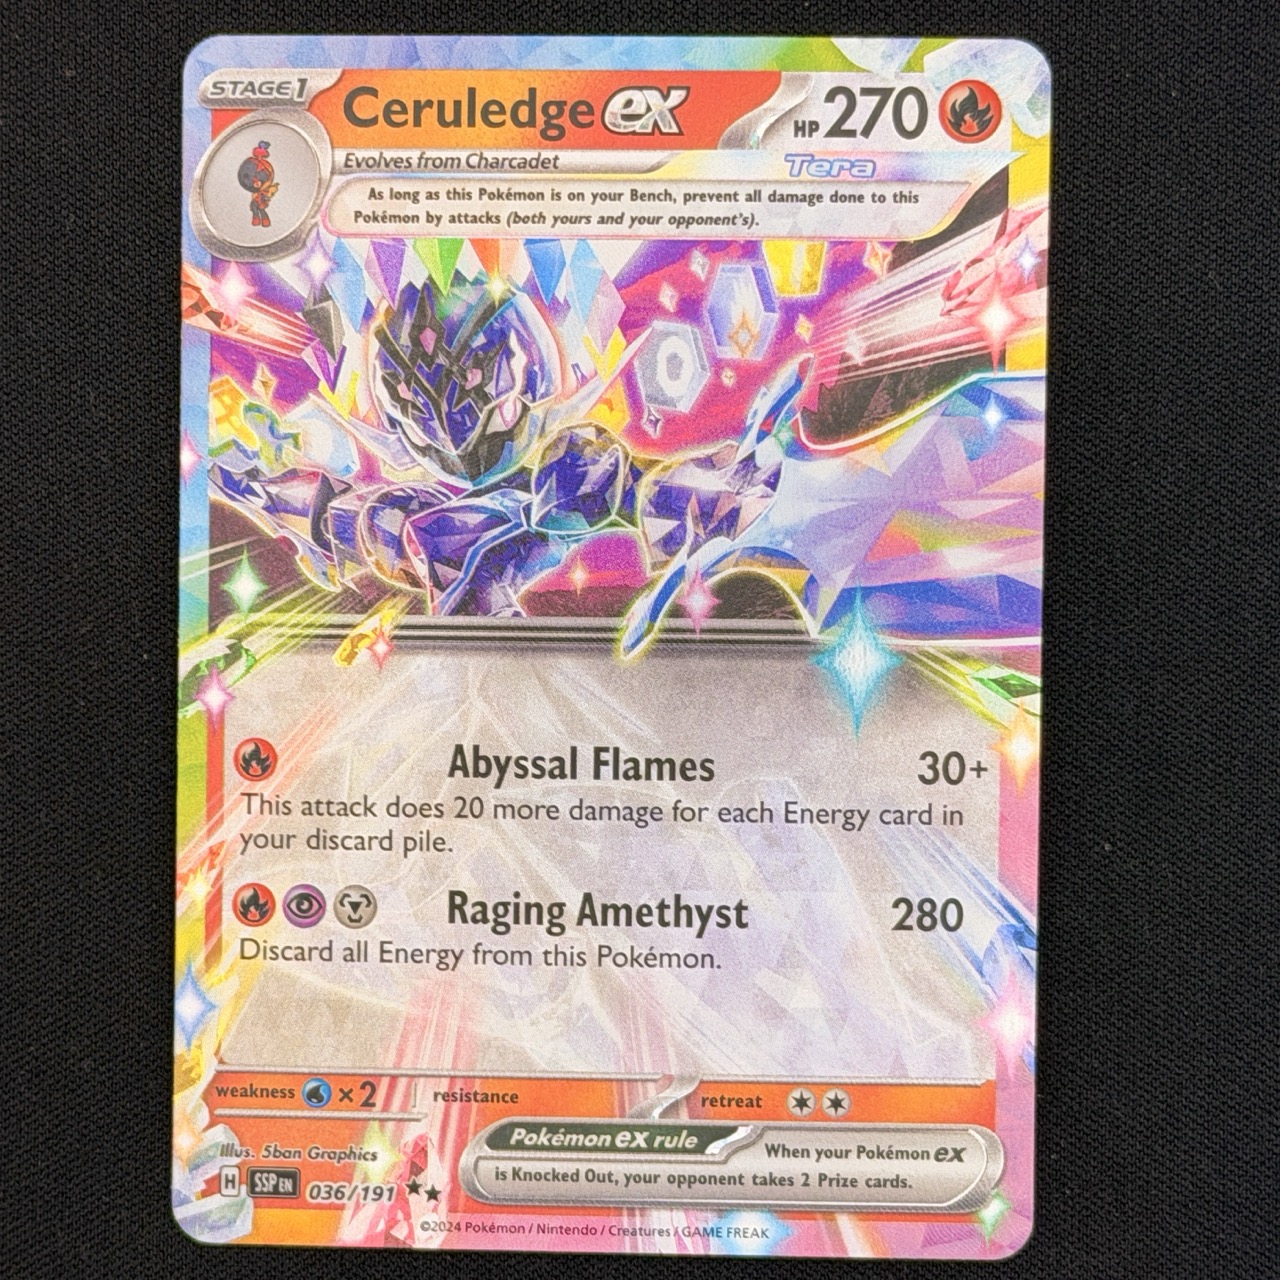 STAGE1
Ceruledge ex
HP 270
Evolves from Charcadet
Tera
As long as this Pokémon is on your Bench, prevent all damage done to this
Pokémon by attacks (both yours and your opponent's).
Abyssal Flames 30+
This attack does 20 more damage for each Energy card in
your discard pile.
Raging Amethyst 280
Discard all Energy from this Pokémon.
weakness ×2 resistance retreat
Pokémon ex rule
When your Pokémon ex
is Knocked Out, your opponent takes 2 Prize cards.
Illus. 5ban Graphics
H SSP EN 036/191
©2024 Pokémon / Nintendo / Creatures / GAME FREAK